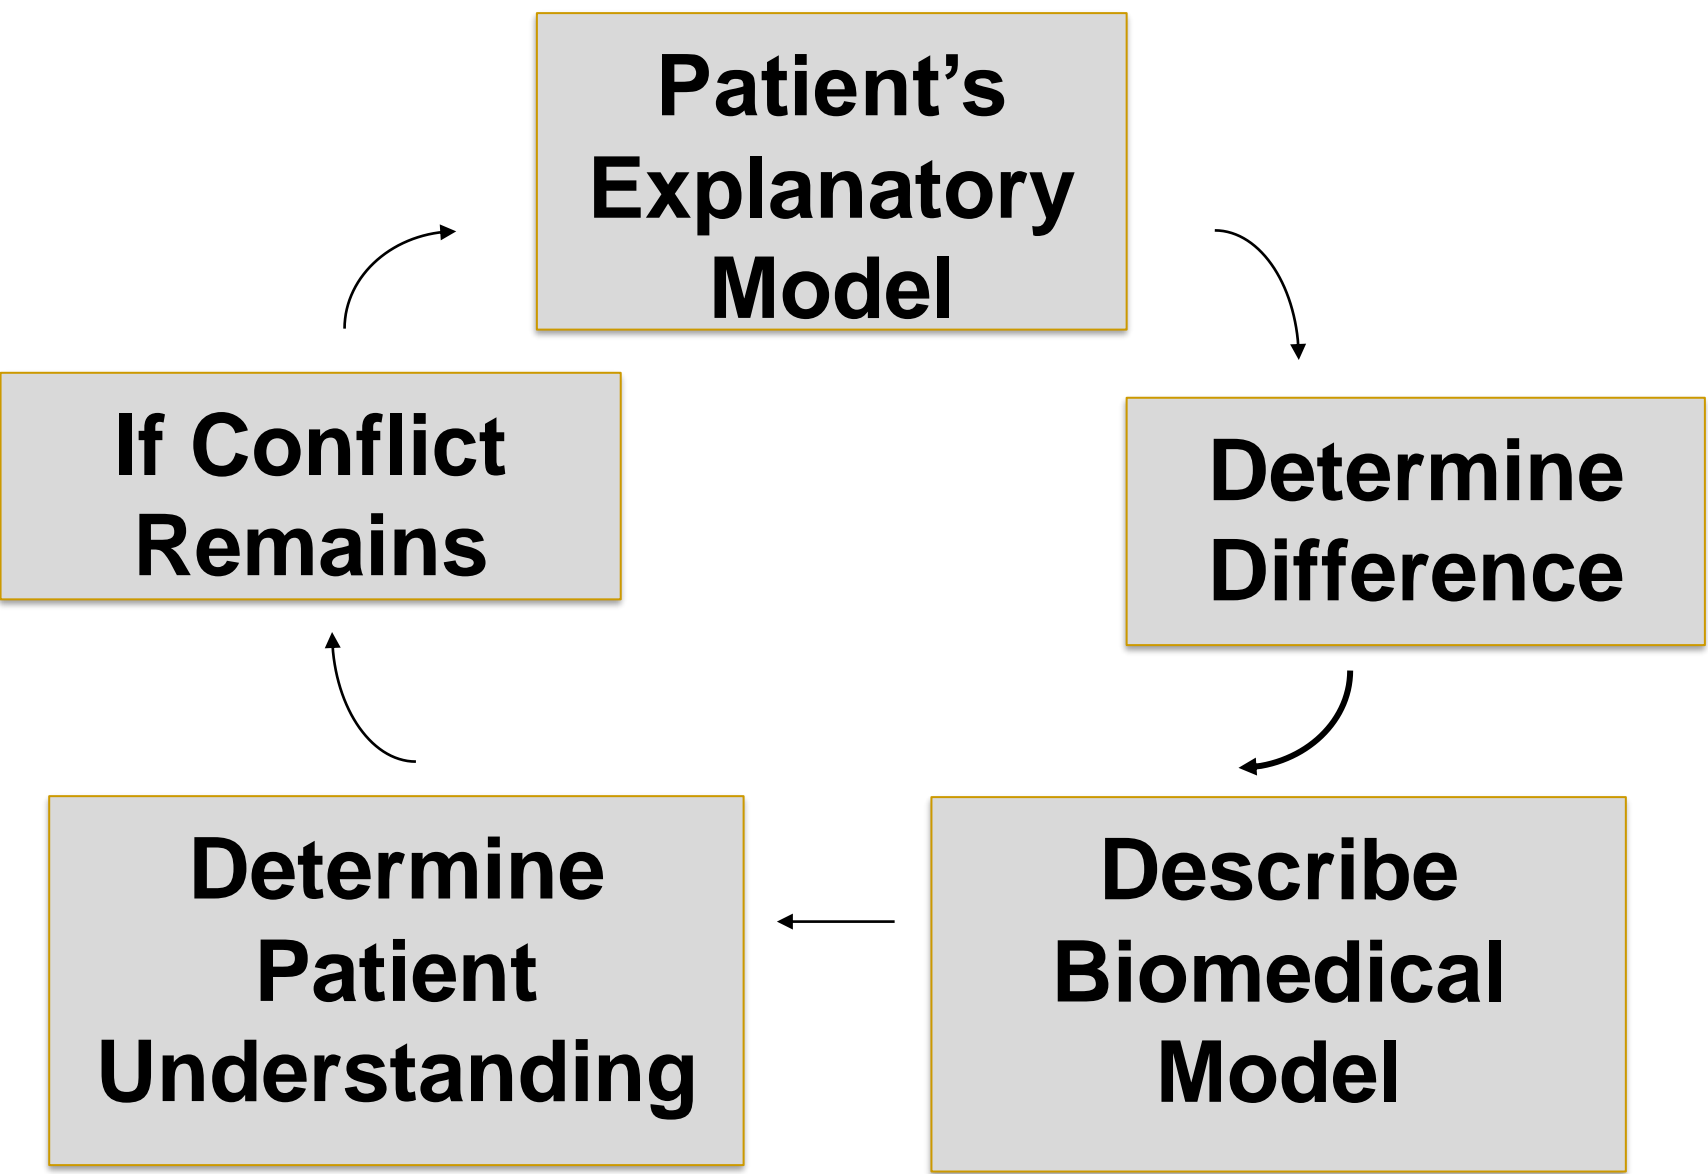 Patient’s
Explanatory
Model
Determine
Difference
Describe
Biomedical
Model
Determine
Patient
Understanding
If Conflict
Remains